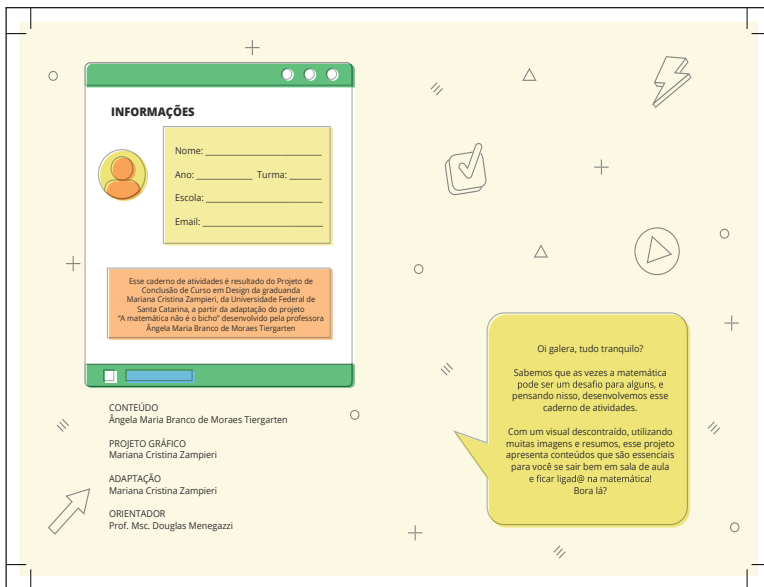 INFORMAÇÕES
Nome: ________________________
Ano: ____________ Turma: _______
Escola: ________________________
Email: _________________________
Esse caderno de atividades é resultado do Projeto de
Conclusão de Curso em Design da graduanda
Mariana Cristina Zampieri, da Universidade Federal de
Santa Catarina, a partir da adaptação do projeto
“A matemática não é o bicho” desenvolvido pela professora
Ângela Maria Branco de Moraes Tiergarten
CONTEÚDO
Ângela Maria Branco de Moraes Tiergarten
PROJETO GRÁFICO
Mariana Cristina Zampieri
ADAPTAÇÃO
Mariana Cristina Zampieri
ORIENTADOR
Prof. Msc. Douglas Menegazzi
Oi galera, tudo tranquilo?
Sabemos que as vezes a matemática
pode ser um desafio para alguns, e
pensando nisso, desenvolvemos esse
caderno de atividades.
Com um visual descontraído, utilizando
muitas imagens e resumos, esse projeto
apresenta conteúdos que são essenciais
para você se sair bem em sala de aula
e ficar ligad@ na matemática!
Bora lá?